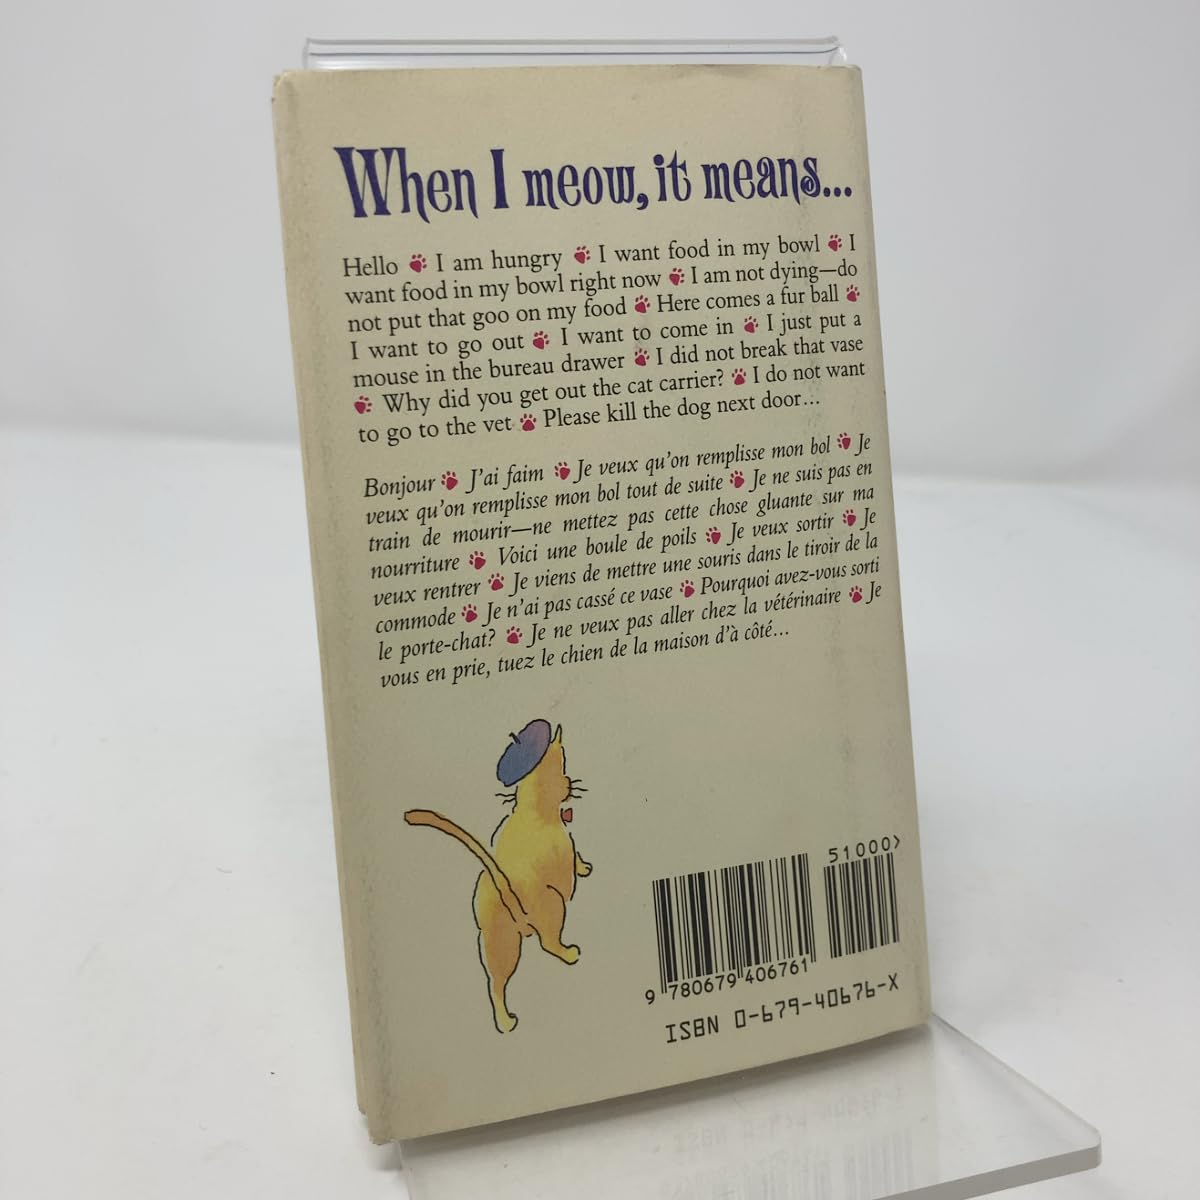 When I meow, it means...
Hello I am hungry I want food in my bowl I
want food in my bowl right now I am not dying—do
not put that goo on my food Here comes a fur ball
I want to go out I want to come in I just put a
mouse in the bureau drawer I did not break that vase
Why did you get out the cat carrier? I do not want
to go to the vet Please kill the dog next door...
Bonjour J'ai faim Je veux qu'on remplisse mon bol Je
veux qu'on remplisse mon bol tout de suite Je ne suis pas en
train de mourir—ne mettez pas cette chose gluante sur ma
nourriture Voici une boule de poils Je veux sortir Je
veux rentrer Je viens de mettre une souris dans le tiroir de la
commode Je n'ai pas cassé ce vase Pourquoi avez-vous sorti
le porte-chat? Je ne veux pas aller chez la vétérinaire Je
vous en prie, tuez le chien de la maison d'à côté...
51000>
9 780679 406761
ISBN 0-679-40676-X